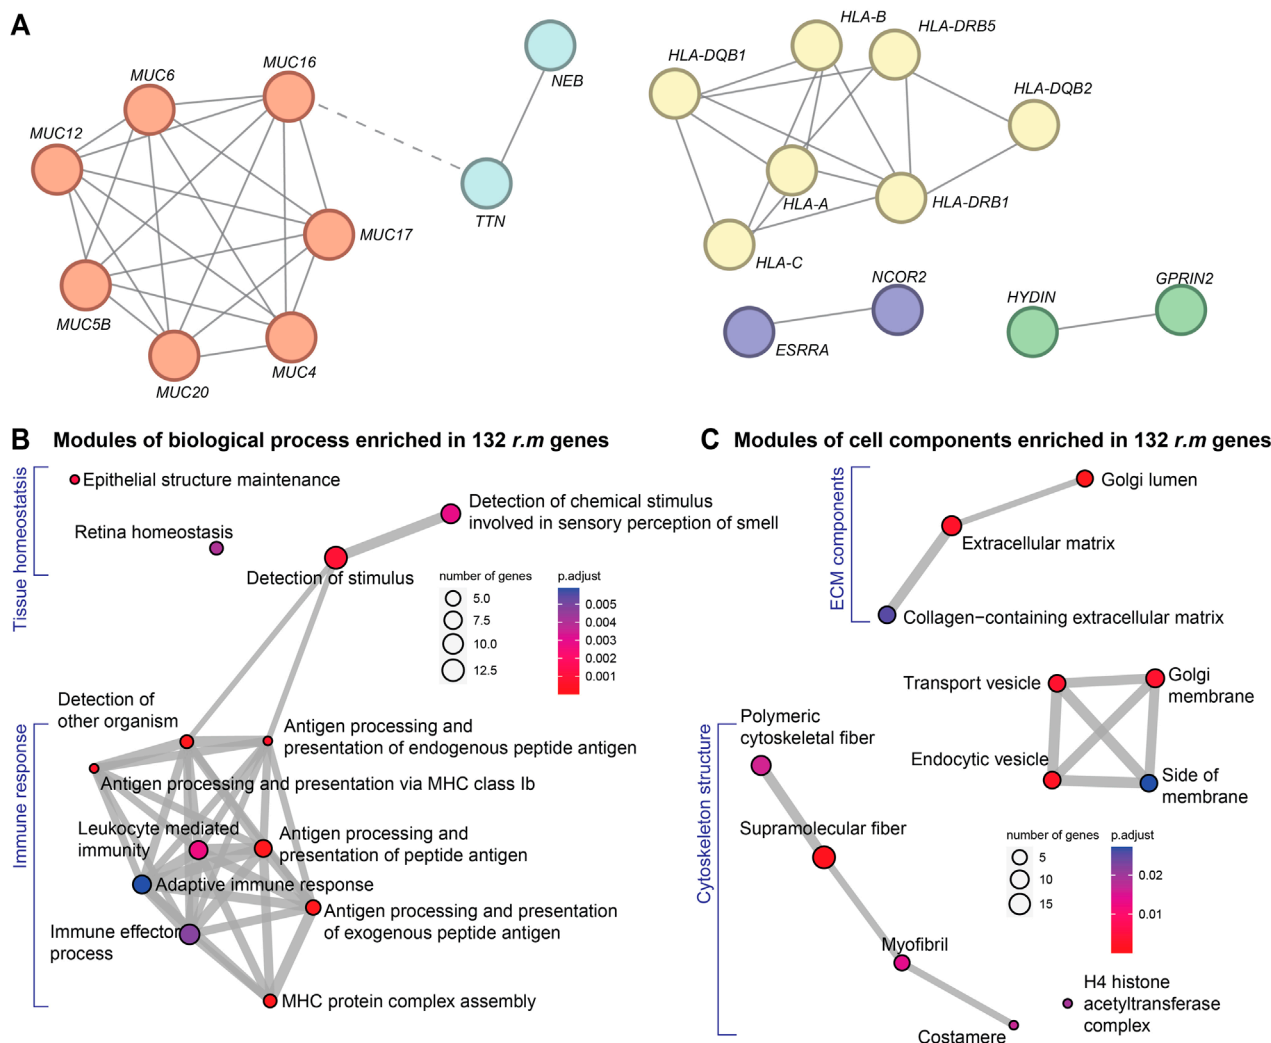 A
MUC16
MUC6
MUC12
NEB
TTN
MUC17
MUC5B
MUC4
MUC20
HLA-B
HLA-DRB5
HLA-DQB1
HLA-DQB2
HLA-A
HLA-DRB1
HLA-C
NCOR2
ESRRA
HYDIN
GPRIN2
B Modules of biological process enriched in 132 r.m genes
Tissue homeostatsis
Epithelial structure maintenance
Retina homeostasis
Detection of chemical stimulus
involved in sensory perception of smell
Detection of stimulus
number of genes
5.0
7.5
10.0
12.5
p.adjust
0.005
0.004
0.003
0.002
0.001
Immune response
Detection of
other organism
Antigen processing and
presentation of endogenous peptide antigen
Antigen processing and presentation via MHC class Ib
Leukocyte mediated
immunity
Antigen processing and
presentation of peptide antigen
Adaptive immune response
Antigen processing and presentation
of exogenous peptide antigen
Immune effector
process
MHC protein complex assembly
C Modules of cell components enriched in 132 r.m genes
ECM components
Golgi lumen
Extracellular matrix
Collagen−containing extracellular matrix
Transport vesicle
Golgi
membrane
Endocytic vesicle
Side of
membrane
Cytoskeleton structure
Polymeric
cytoskeletal fiber
Supramolecular fiber
Myofibril
Costamere
number of genes
5
10
15
p.adjust
0.02
0.01
H4 histone
acetyltransferase
complex